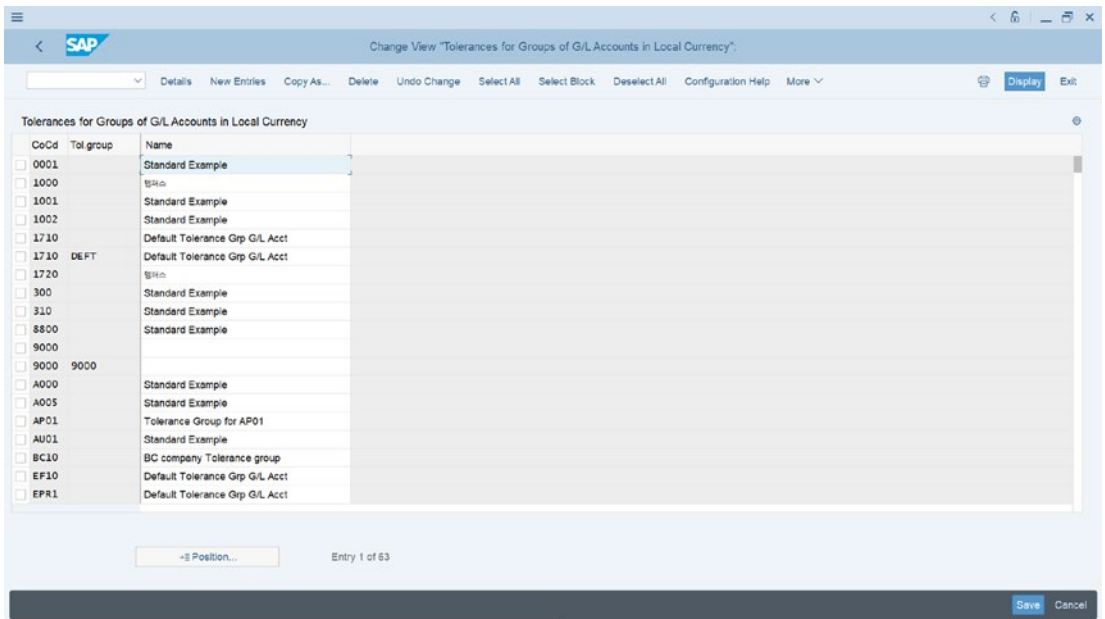 SAP
Change View "Tolerances for Groups of G/L Accounts in Local Currency":
Details New Entries Copy As... Delete Undo Change Select All Select Block Deselect All Configuration Help More Display Exit
Tolerances for Groups of G/L Accounts in Local Currency
CoCd Tol.group Name
0001 Standard Example
1000
1001 Standard Example
1002 Standard Example
1710 Default Tolerance Grp G/L Acct
1710 DEFT Default Tolerance Grp G/L Acct
1720
300 Standard Example
310 Standard Example
8800 Standard Example
9000
9000 9000
A000 Standard Example
A005 Standard Example
AP01 Tolerance Group for AP01
AU01 Standard Example
BC10 BC company Tolerance group
EF10 Default Tolerance Grp G/L Acct
EPR1 Default Tolerance Grp G/L Acct
Position... Entry 1 of 53
Save Cancel